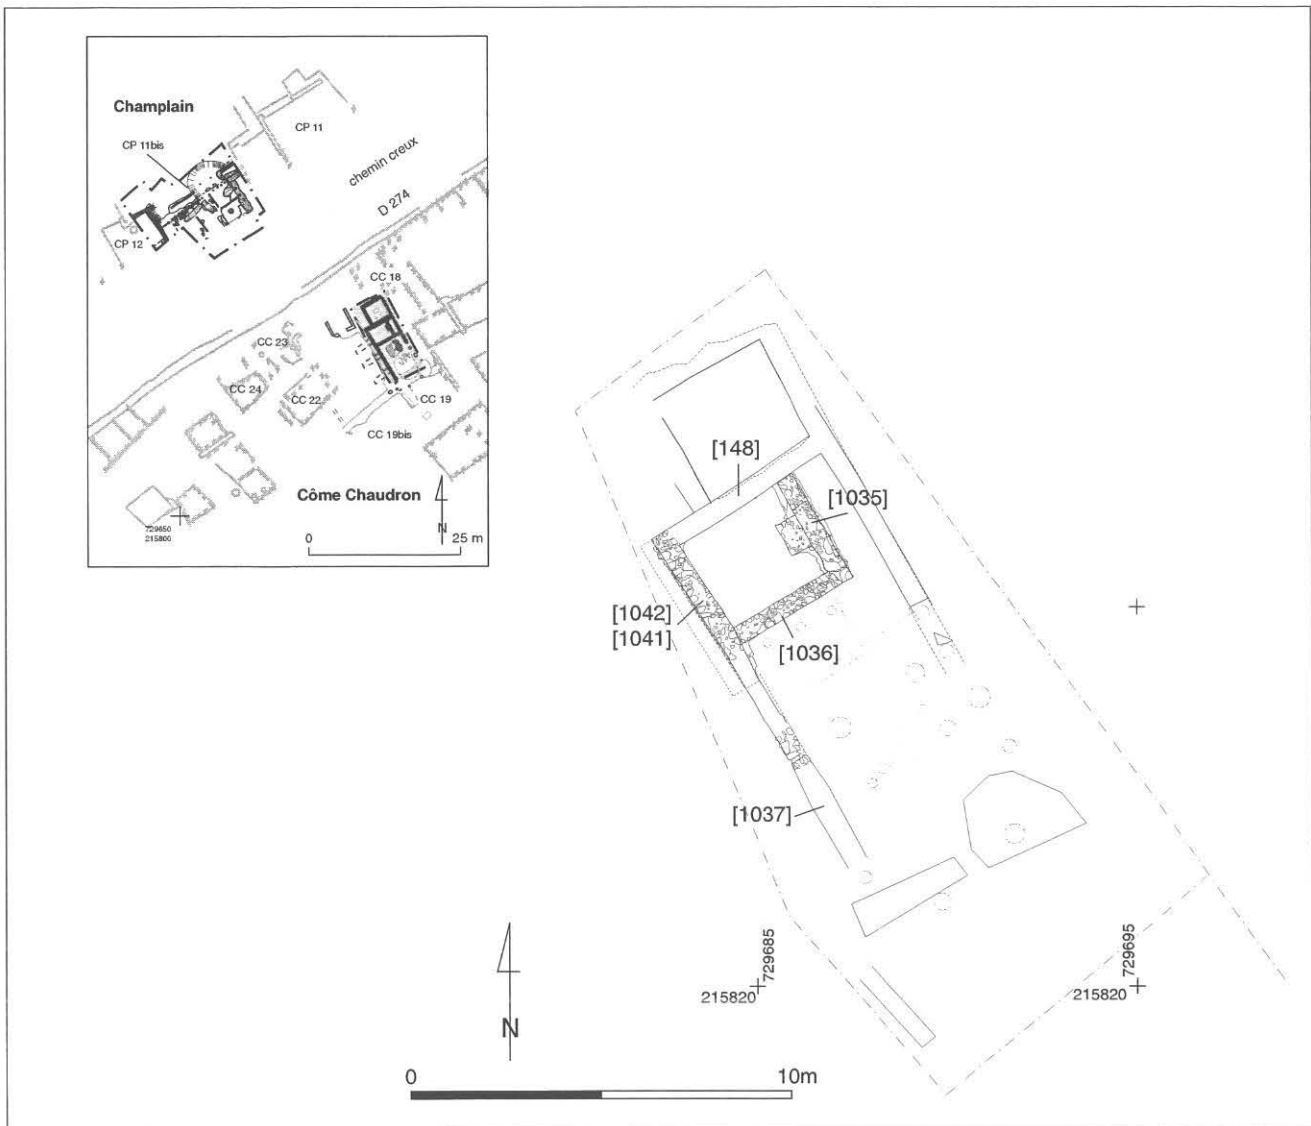 Champlain
CP 11bis
CP 11
chemin creux
D 274
CP 12
CC 18
CC 23
CC 24
CC 22
CC 19
CC 19bis
Côme Chaudron
N
729650
215800
0
25 m
[148]
[1035]
[1042]
[1041]
[1036]
[1037]
729685
215820
729695
215820
N
0
10m